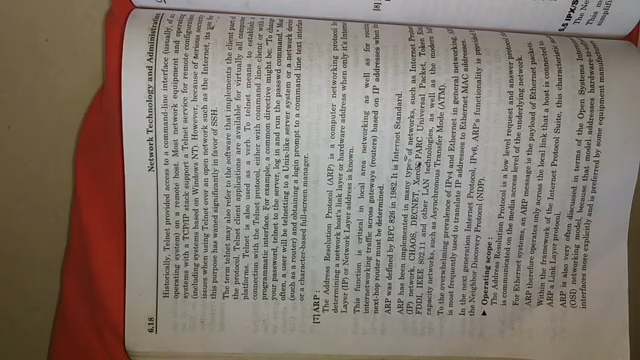 6.18 Network Technology and Administration
Historically, Telnet provided access to a command-line interface (usually, of
operating system) on a remote host. Most network equipment and operating
systems with a TCP/IP stack support a Telnet service for remote configuration
(including systems based on Windows NT). However, because of serious security
issues when using Telnet over an open network such as the Internet, its use
this purpose has waned significantly in favor of SSH.
The term telnet may also refer to the software that implements the client part
the protocol. Telnet client applications are available for virtually all computer
platforms. Telnet is also used as a verb. To telnet means to establish
connection with the Telnet protocol, either with command line client or with
programmatic interface. For example, a common directive might be: "To change
your password, telnet to the server, log in and run the passwd command."
often, a user will be telnetting to a Unix-like server system or a network
(such as a router) and obtaining a login prompt to a command line text interface
or a character-based full-screen manager.
[7] ARP :
The Address Resolution Protocol (ARP) is a computer networking protocol
determining a network host's link layer or hardware address when only it's Internet
Layer (IP) or Network Layer address is known.
This function is critical in local area networking as well as for
internetworking traffic across gateways (routers) based on IP addresses when
next-hop router must be determined.
ARP was defined by RFC 826 in 1982. It is Internet Standard.
ARP has been implemented in many types of networks, such as Internet
(IP) network, CHAOS, DECNET, Xerox PARC Universal Packet, Token
FDDI, IEEE 802.11 and other LAN technologies, as well as the modern
capacity networks, such as Asynchronous Transfer Mode (ATM).
To the overwhelming prevalence of IPv4 and Ethernet in general networking,
is most frequently used to translate IP addresses to Ethernet MAC addresses.
In the next generation Internet Protocol, IPv6, ARP's functionality is provided
the Neighbor Discovery Protocol (NDP).
► Operating scope :
The Address Resolution Protocol is a low level request and answer protocol
is communicated on the media access level of the underlying network.
For Ethernet systems, an ARP message is the payload of Ethernet packets.
ARP therefore operates only across the local link that a host is connected
Within the framework of the Internet Protocol Suite, this characteristic
ARP a Link Layer protocol.
ARP is also very often discussed in terms of the Open Systems
(OSI) networking model, because that model addresses hardware-software
interfaces more explicitly and is preferred by some equipment manufacturers
[8]